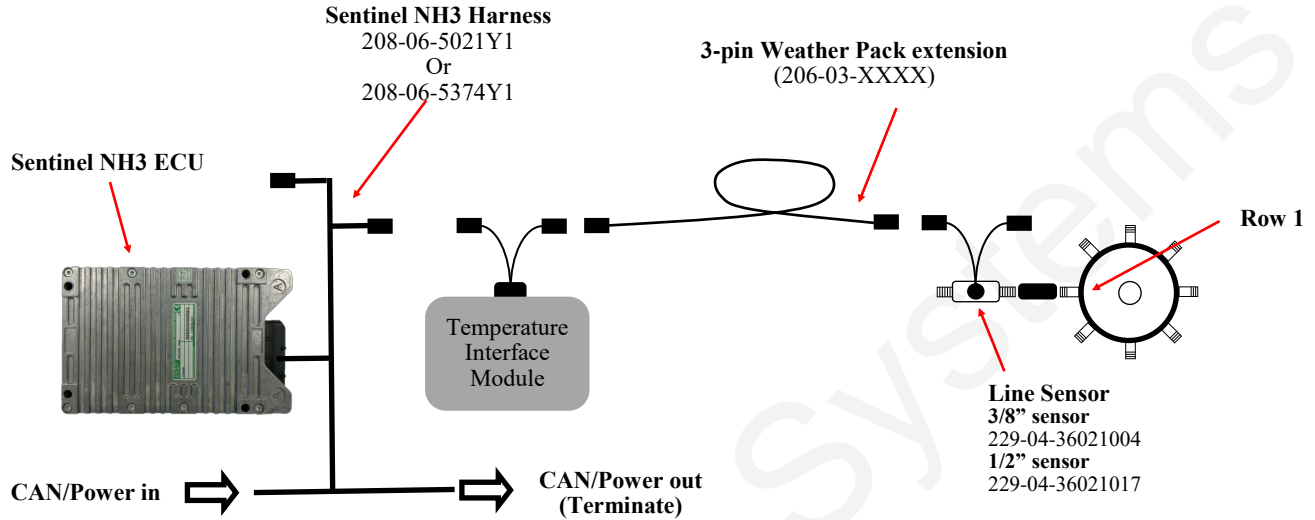 Sentinel NH3 Harness
208-06-5021Y1
Or
208-06-5374Y1
3-pin Weather Pack extension
(206-03-XXXX)
Sentinel NH3 ECU
Row 1
Temperature
Interface
Module
Line Sensor
3/8” sensor
229-04-36021004
1/2” sensor
229-04-36021017
CAN/Power in
CAN/Power out
(Terminate)
Systems